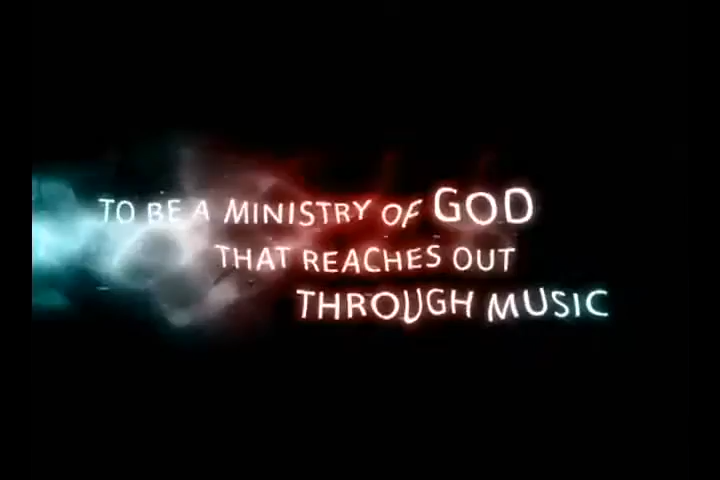 TO BE A MINISTRY OF GOD
THAT REACHES OUT
THROUGH MUSIC